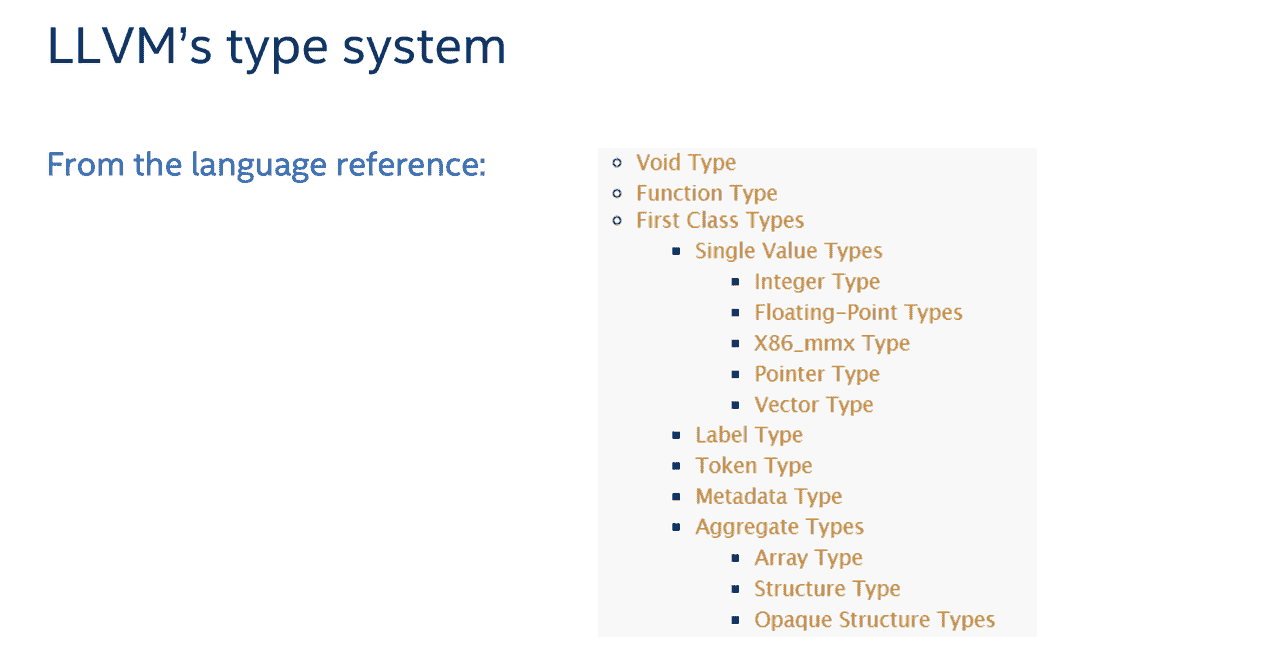 LLVM’s type system
From the language reference:
Void Type
Function Type
First Class Types
Single Value Types
Integer Type
Floating-Point Types
X86_mmx Type
Pointer Type
Vector Type
Label Type
Token Type
Metadata Type
Aggregate Types
Array Type
Structure Type
Opaque Structure Types